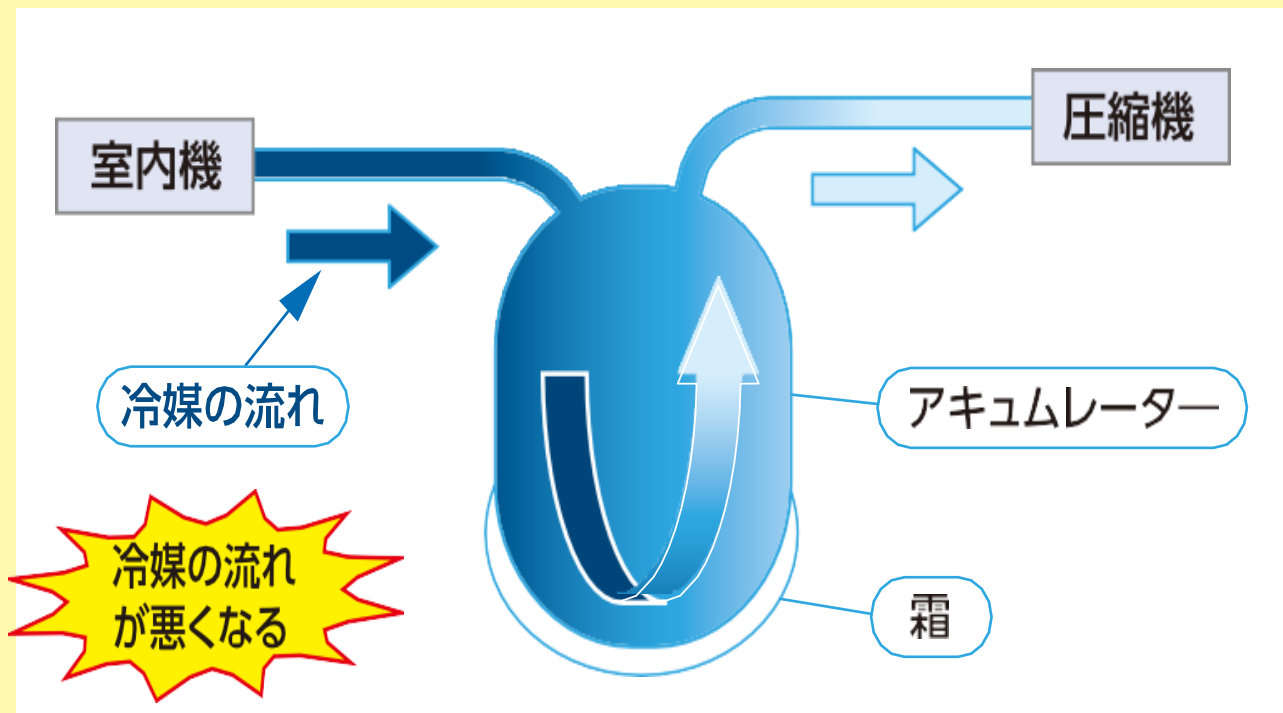 圧縮機
室内機
冷媒の流れ
アキュムレーター
冷媒の流れ
が悪くなる
霜